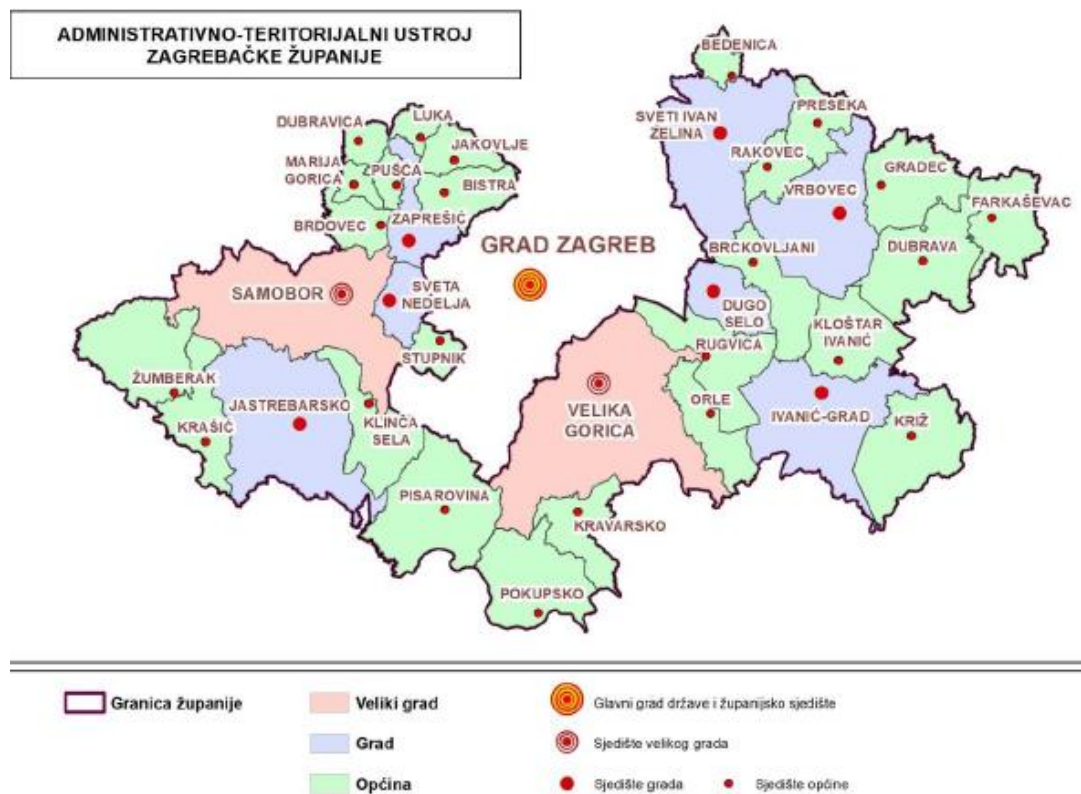 ADMINISTRATIVNO-TERITORIJALNI USTROJ
ZAGREBAČKE ŽUPANIJE
BEDENICA
DUBRAVICA
LUKA
JAKOVLJE
MARIJA
GORICA
PUŠĆA
BISTRA
BRDOVEC
ZAPREŠIĆ
SVETI IVAN
ZELINA
PRESEKA
RAKOVEC
GRADEC
VRBOVEC
FARKAŠEVAC
GRAD ZAGREB
BRCKOVLJANI
DUBRAVA
SAMOBOR
SVETA
NEDELJA
DUGO
SELO
KLOŠTAR
IVANIĆ
STUPNIK
RUGVICA
ŽUMBERAK
JASTREBARSKO
KRAŠIĆ
KLINČA
SELA
VELIKA
GORICA
ORLE
IVANIĆ-GRAD
KRIŽ
PISAROVINA
KRAVARSKO
POKUPSKO
Granica županije
Veliki grad
Grad
Općina
Glavni grad države i županijsko sjedište
Sjedište velikog grada
Sjedište grada
Sjedište općine